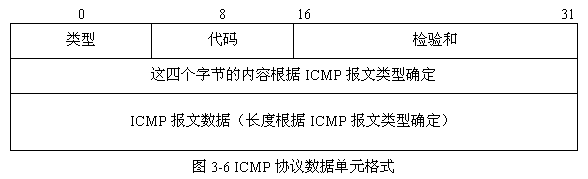 0 8 16 31
类型 代码 检验和
这四个字节的内容根据 ICMP 报文类型确定
ICMP 报文数据（长度根据 ICMP 报文类型确定）
图 3-6 ICMP 协议数据单元格式